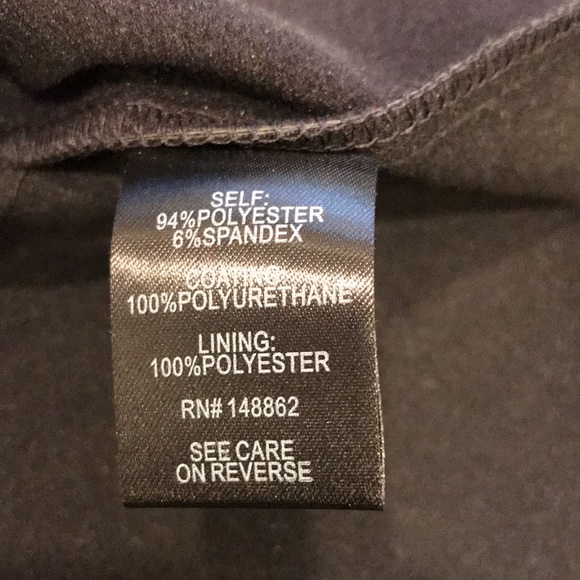 SELF:
94%POLYESTER
6%SPANDEX
COATING:
100%POLYURETHANE
LINING:
100%POLYESTER
RN# 148862
SEE CARE
ON REVERSE